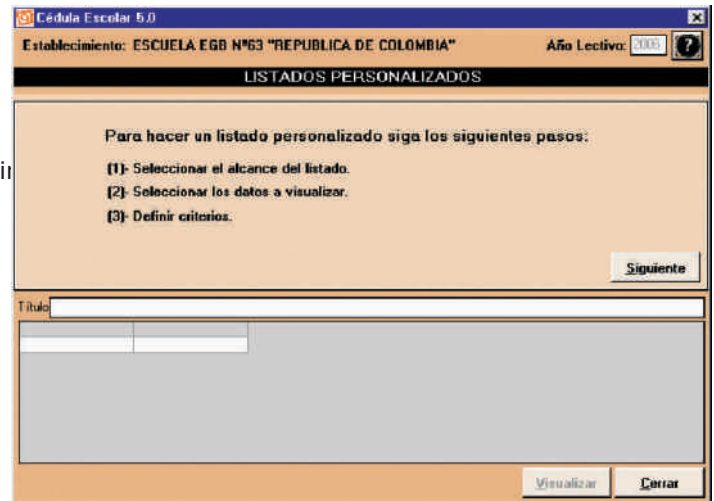 Cédula Escolar 5.0
Establecimiento: ESCUELA EGB Nº63 "REPUBLICA DE COLOMBIA" Año Lectivo: 2006 ?
LISTADOS PERSONALIZADOS
Para hacer un listado personalizado siga los siguientes pasos:
(1)- Seleccionar el alcance del listado.
(2)- Seleccionar los datos a visualizar.
(3)- Definir criterios.
Siguiente
Título
Visualizar Cerrar